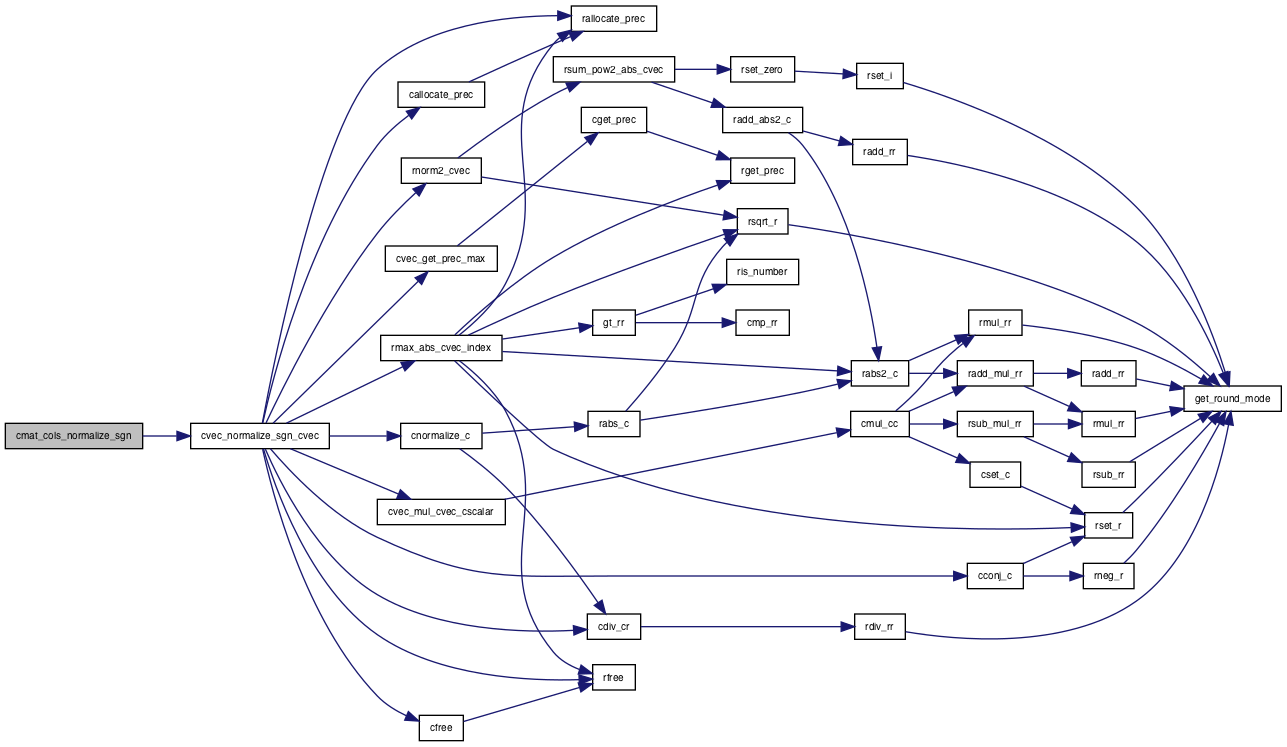 rallocate_prec
rsum_pow2_abs_cvec
rset_zero
rset_i
callocate_prec
cget_prec
radd_abs2_c
radd_rr
rnorm2_cvec
rget_prec
rsqrt_r
cvec_get_prec_max
ris_number
gt_rr
cmp_rr
rmul_rr
rmax_abs_cvec_index
rabs2_c
radd_mul_rr
radd_rr
get_round_mode
cmat_cols_normalize_sgn
cvec_normalize_sgn_cvec
cnormalize_c
rabs_c
cmul_cc
rsub_mul_rr
rmul_rr
cset_c
rsub_rr
cvec_mul_cvec_cscalar
rset_r
cconj_c
rneg_r
cdiv_cr
rdiv_rr
rfree
cfree